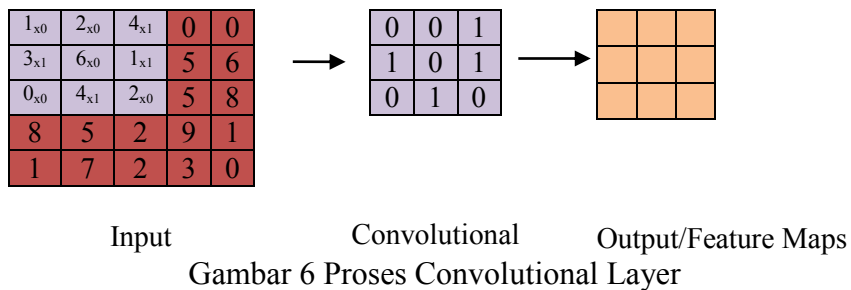 1x0 2x0 4x1 0 0
3x1 6x0 1x1 5 6
0x0 4x1 2x0 5 8
8 5 2 9 1
1 7 2 3 0
0 0 1
1 0 1
0 1 0
Input
Convolutional
Output/Feature Maps
Gambar 6 Proses Convolutional Layer